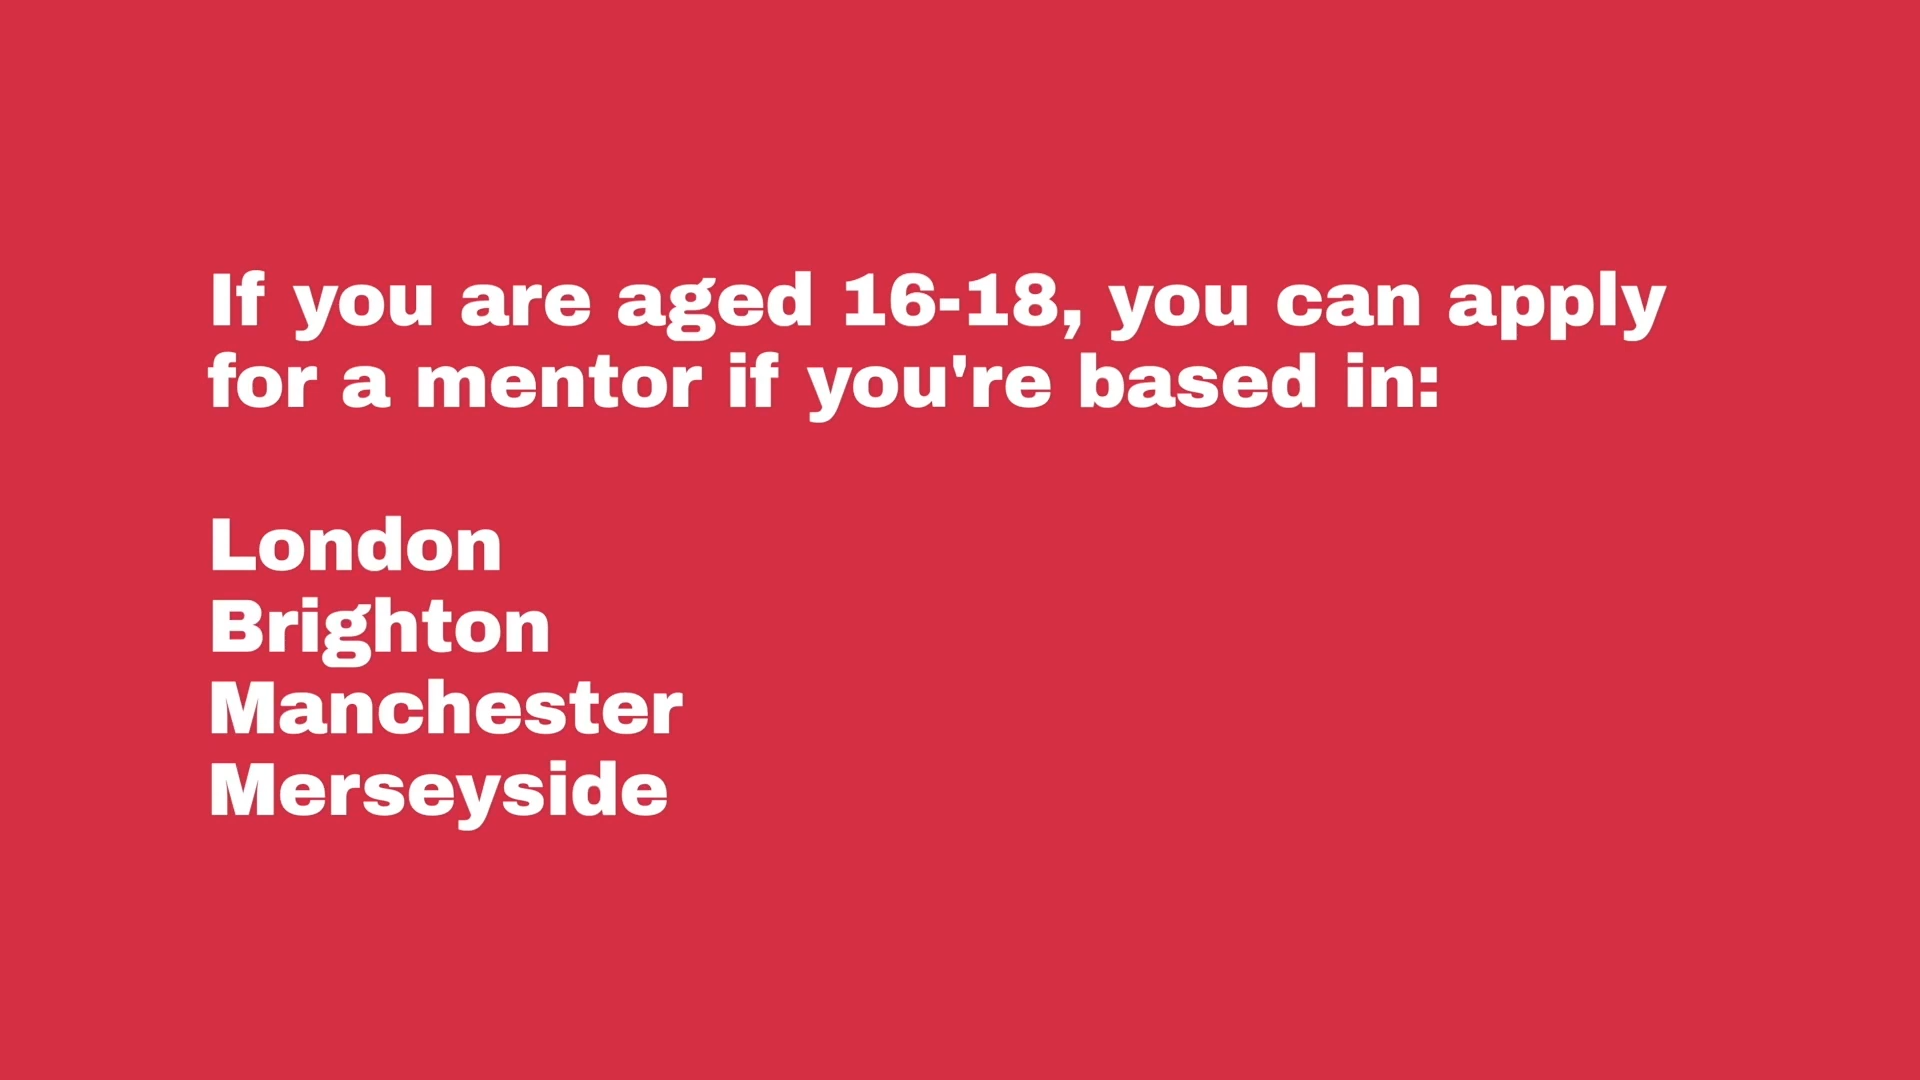 If you are aged 16-18, you can apply
for a mentor if you're based in:
London
Brighton
Manchester
Merseyside